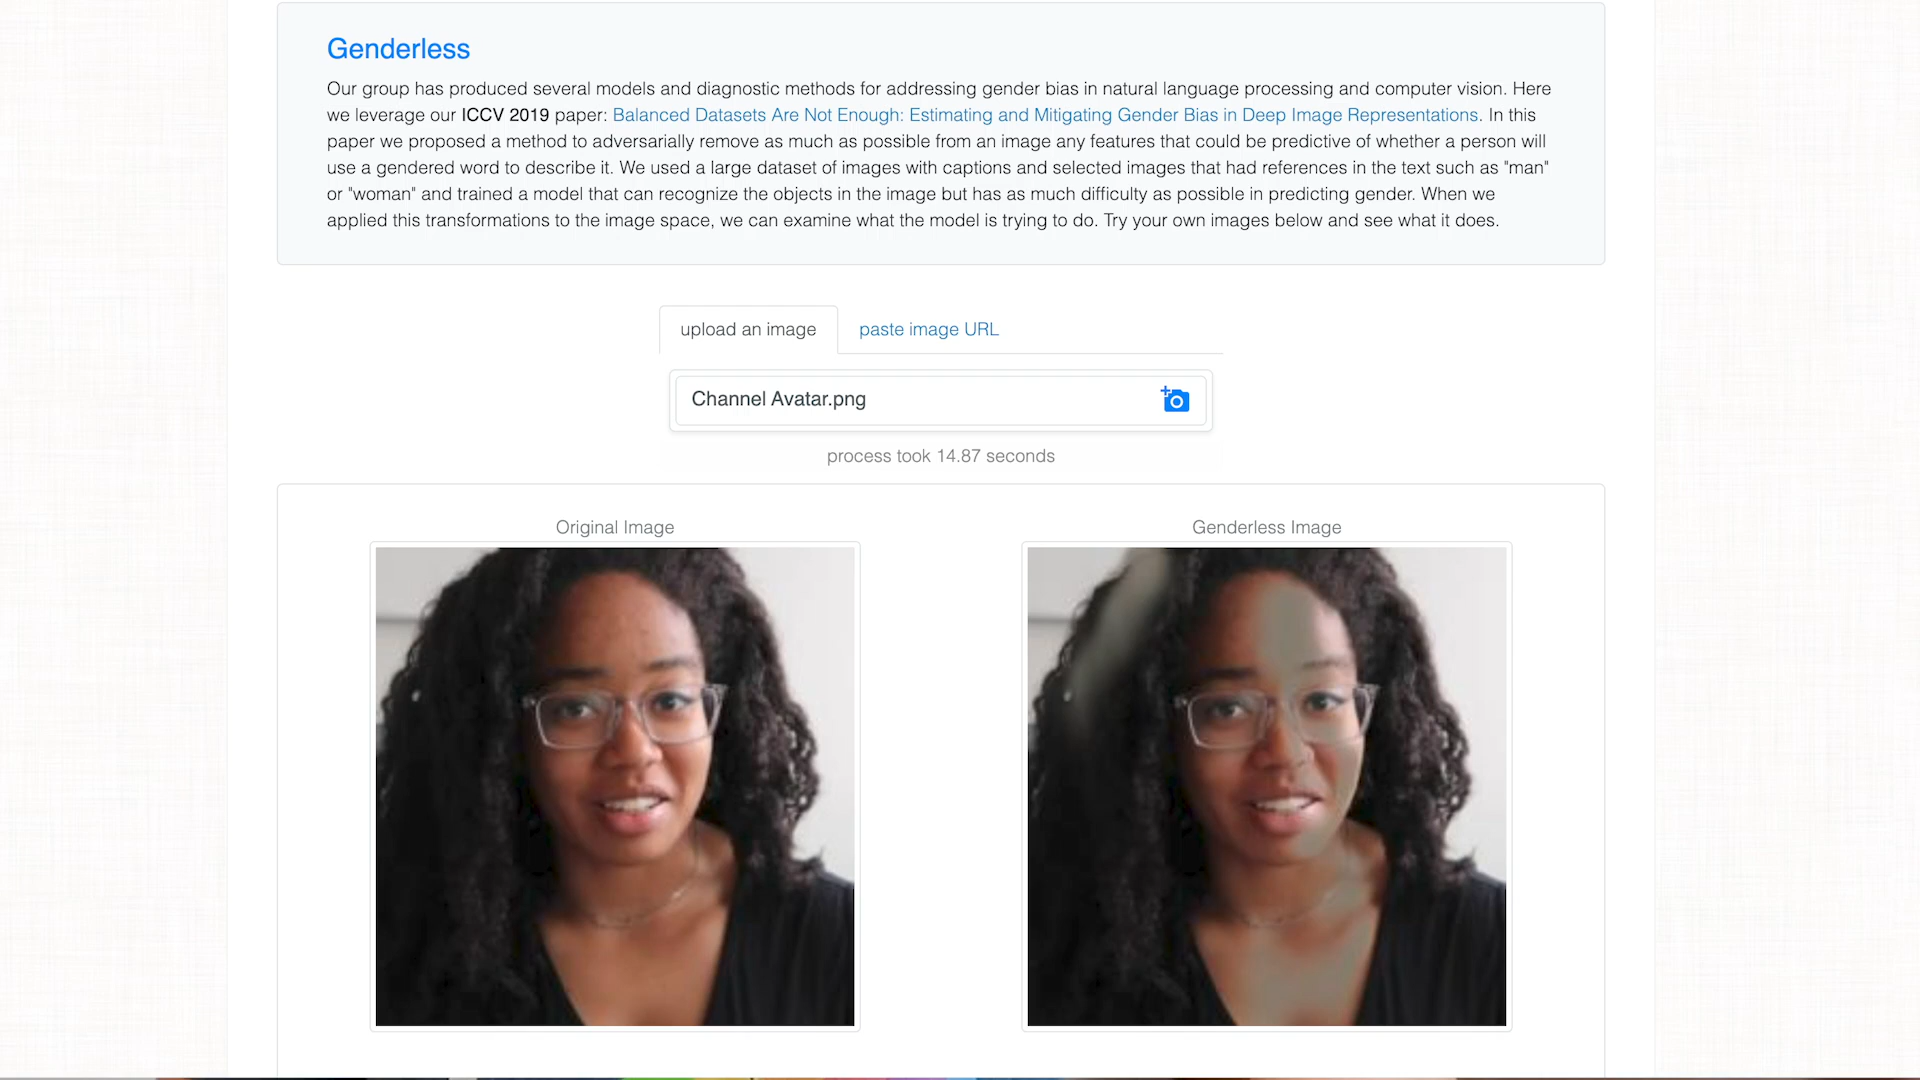 Genderless
Our group has produced several models and diagnostic methods for addressing gender bias in natural language processing and computer vision. Here
we leverage our ICCV 2019 paper: Balanced Datasets Are Not Enough: Estimating and Mitigating Gender Bias in Deep Image Representations. In this
paper we proposed a method to adversarially remove as much as possible from an image any features that could be predictive of whether a person will
use a gendered word to describe it. We used a large dataset of images with captions and selected images that had references in the text such as "man"
or "woman" and trained a model that can recognize the objects in the image but has as much difficulty as possible in predicting gender. When we
applied this transformations to the image space, we can examine what the model is trying to do. Try your own images below and see what it does.
upload an image
paste image URL
Channel Avatar.png
process took 14.87 seconds
Original Image
Genderless Image